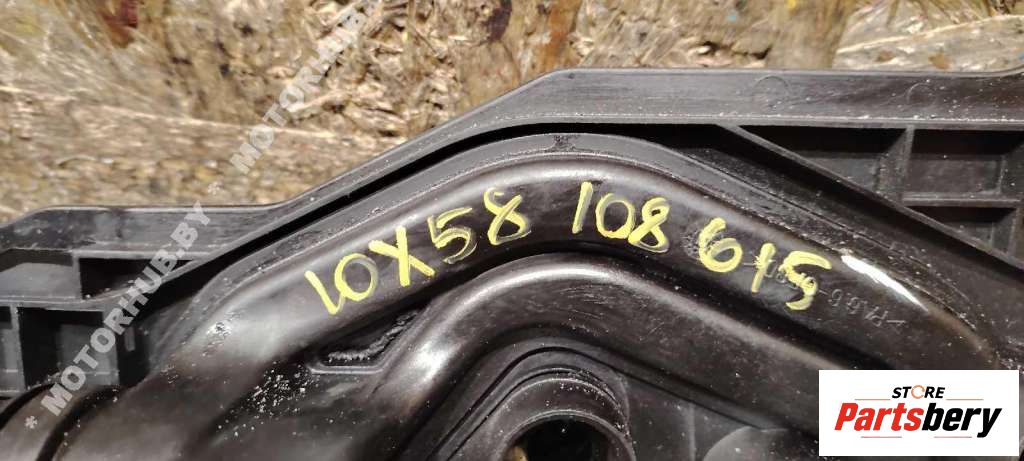 10X58 108 615
* MOTORHUB.BY * MOTORHUB.BY
STORE
Partsbery